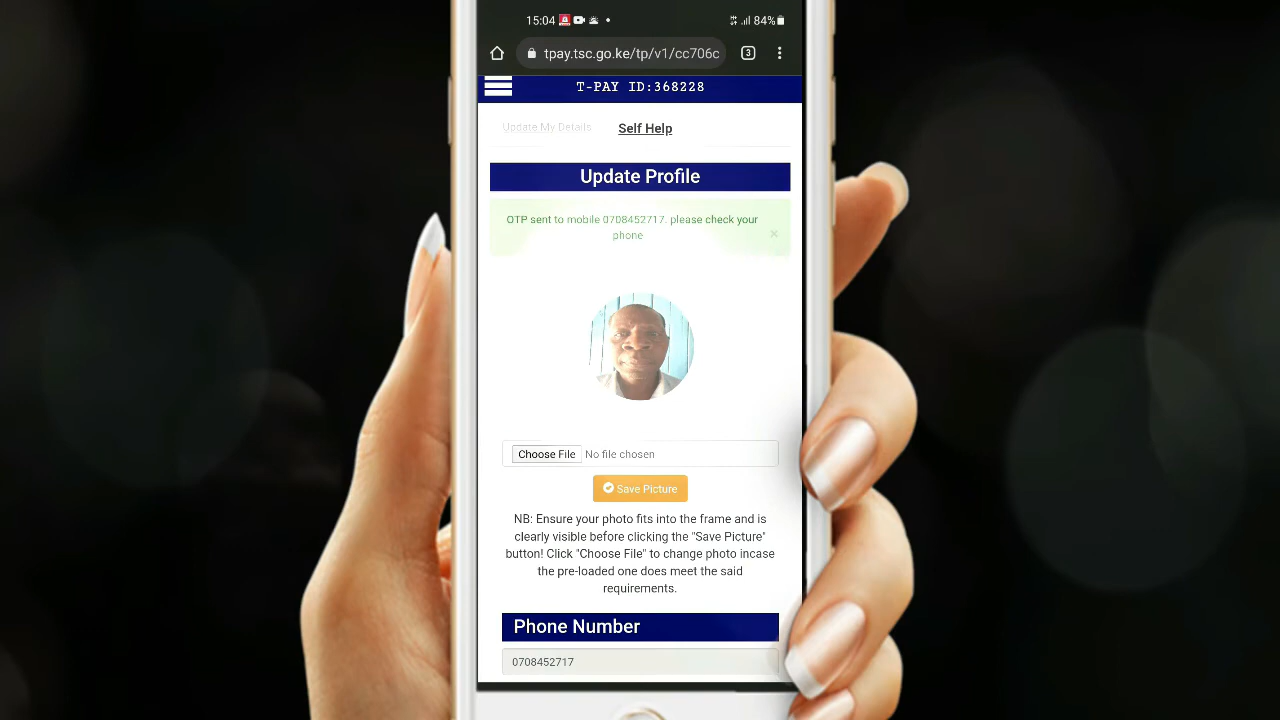 15:04 84%
tpay.tsc.go.ke/tp/v1/cc706c 3
T-PAY ID:368228
Update My Details Self Help
Update Profile
OTP sent to mobile 0708452717. please check your
phone ×
Choose File No file chosen
Save Picture
NB: Ensure your photo fits into the frame and is
clearly visible before clicking the "Save Picture"
button! Click "Choose File" to change photo incase
the pre-loaded one does meet the said
requirements.
Phone Number
0708452717